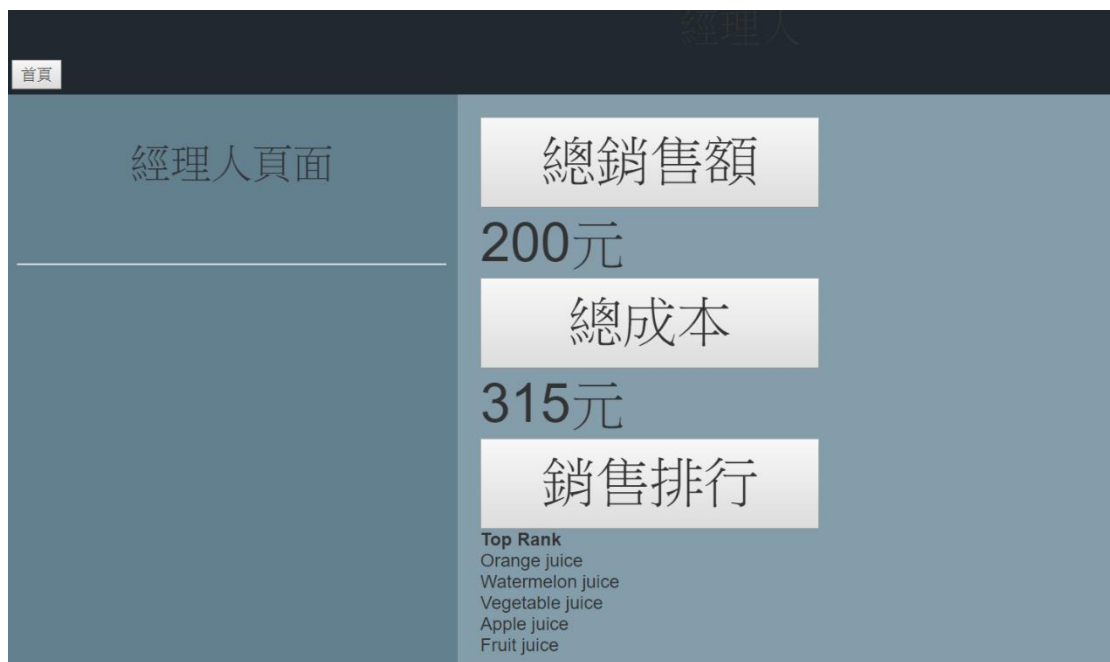 經理人
首頁
經理人頁面
總銷售額
200元
總成本
315元
銷售排行
Top Rank
Orange juice
Watermelon juice
Vegetable juice
Apple juice
Fruit juice